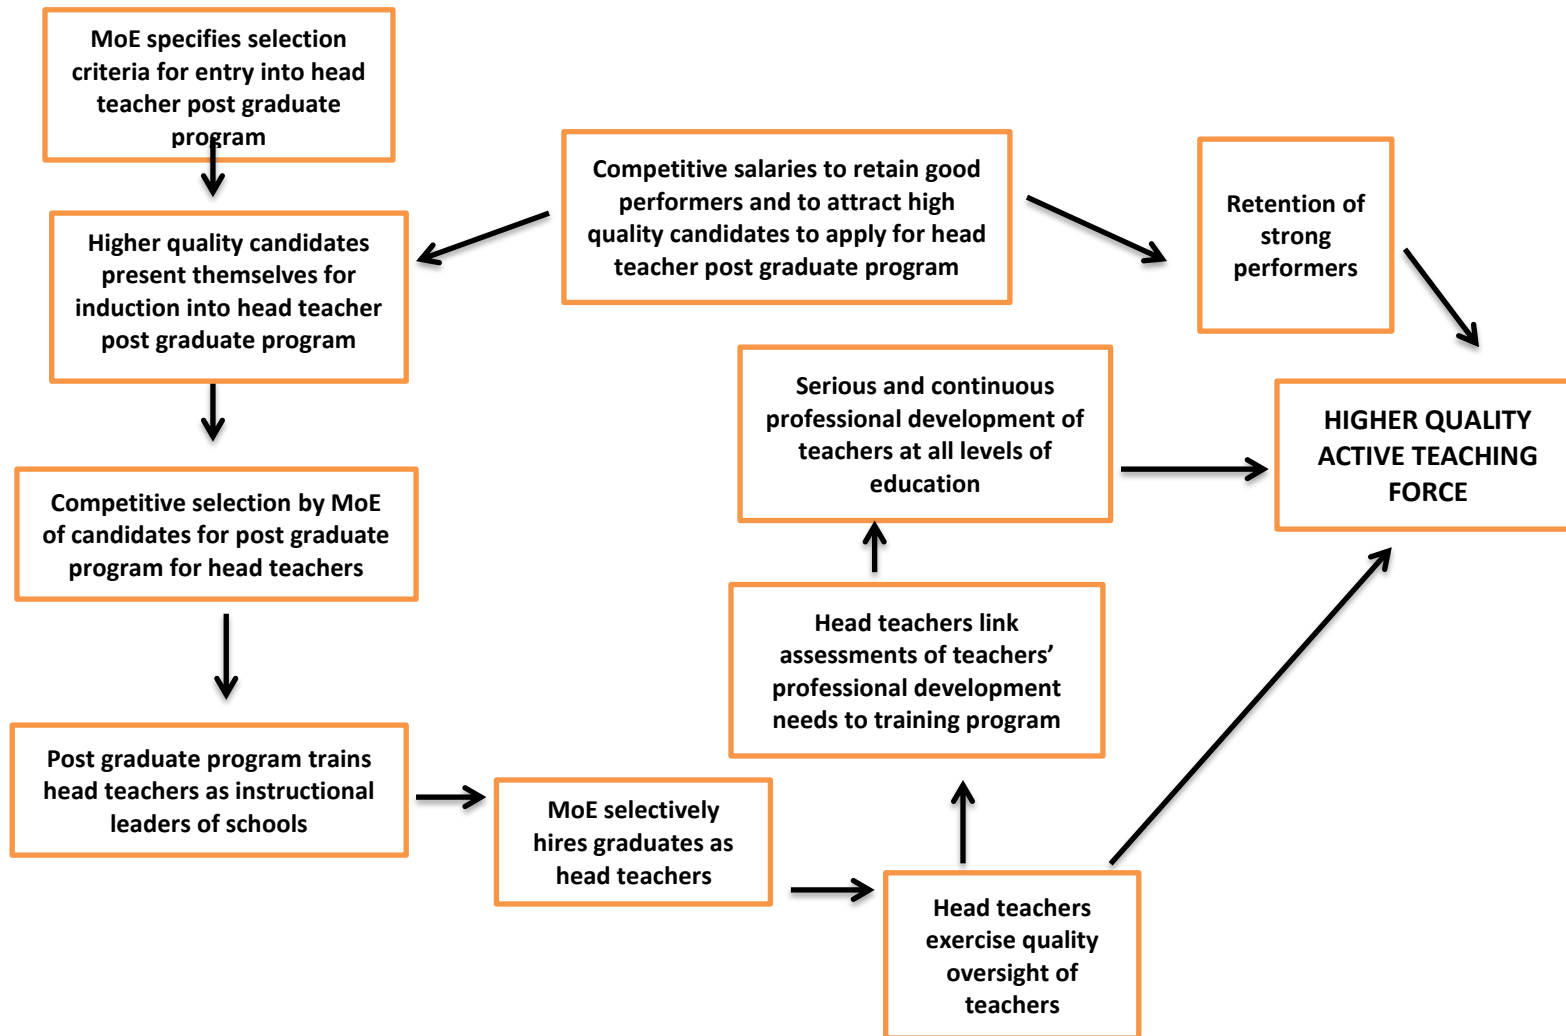 MoE specifies selection
criteria for entry into head
teacher post graduate
program
Higher quality candidates
present themselves for
induction into head teacher
post graduate program
Competitive selection by MoE
of candidates for post graduate
program for head teachers
Post graduate program trains
head teachers as instructional
leaders of schools
MoE selectively
hires graduates as
head teachers
Head teachers
exercise quality
oversight of
teachers
Head teachers link
assessments of teachers’
professional development
needs to training program
Serious and continuous
professional development of
teachers at all levels of
education
Competitive salaries to retain good
performers and to attract high
quality candidates to apply for head
teacher post graduate program
Retention of
strong
performers
HIGHER QUALITY
ACTIVE TEACHING
FORCE